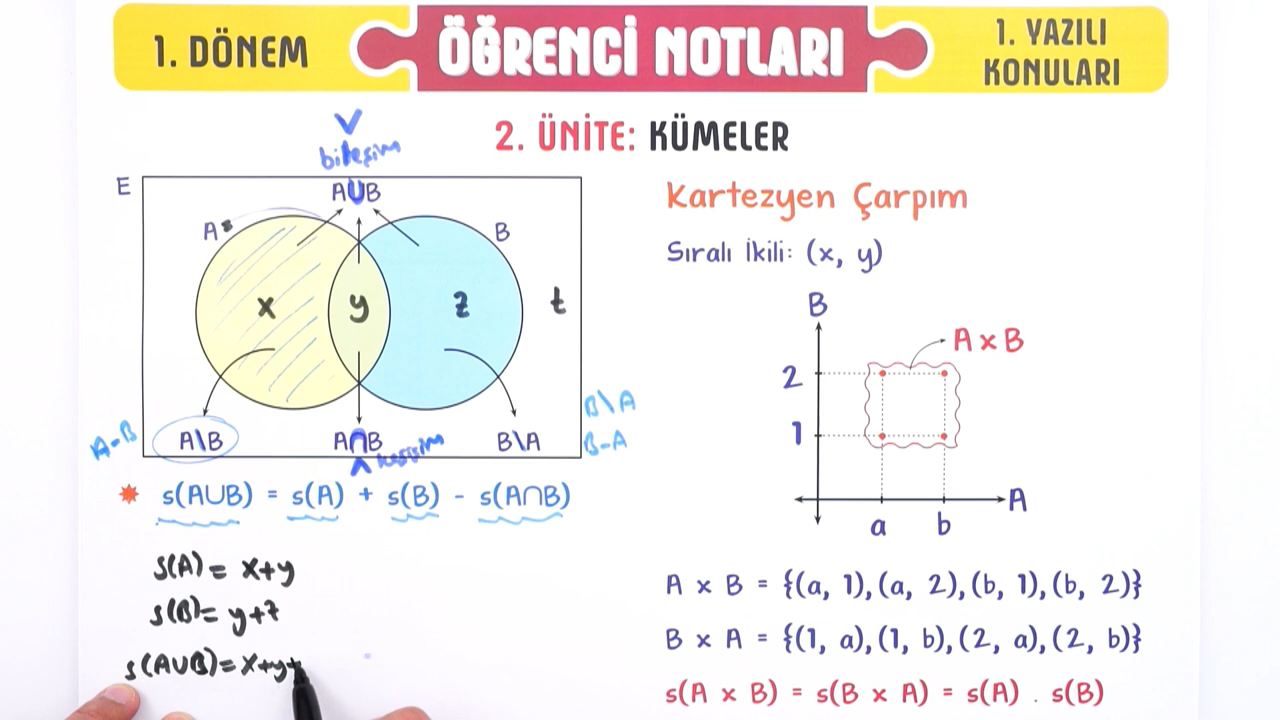 1. DÖNEM
ÖĞRENCİ NOTLARI
1. YAZILI
KONULARI
2. ÜNİTE: KÜMELER
V
bileşim
E
A∪B
A
B
x
y
z
t
A-B
A\B
A∩B
B\A
B\A
B-A
Λ kesişim
s(A∪B) = s(A) + s(B) - s(A∩B)
s(A) = x+y
s(B) = y+z
s(A∪B) = x+y+
Kartezyen Çarpım
Sıralı İkili: (x, y)
B
A x B
2
1
A
a
b
A x B = {(a, 1), (a, 2), (b, 1), (b, 2)}
B x A = {(1, a), (1, b), (2, a), (2, b)}
s(A x B) = s(B x A) = s(A) . s(B)